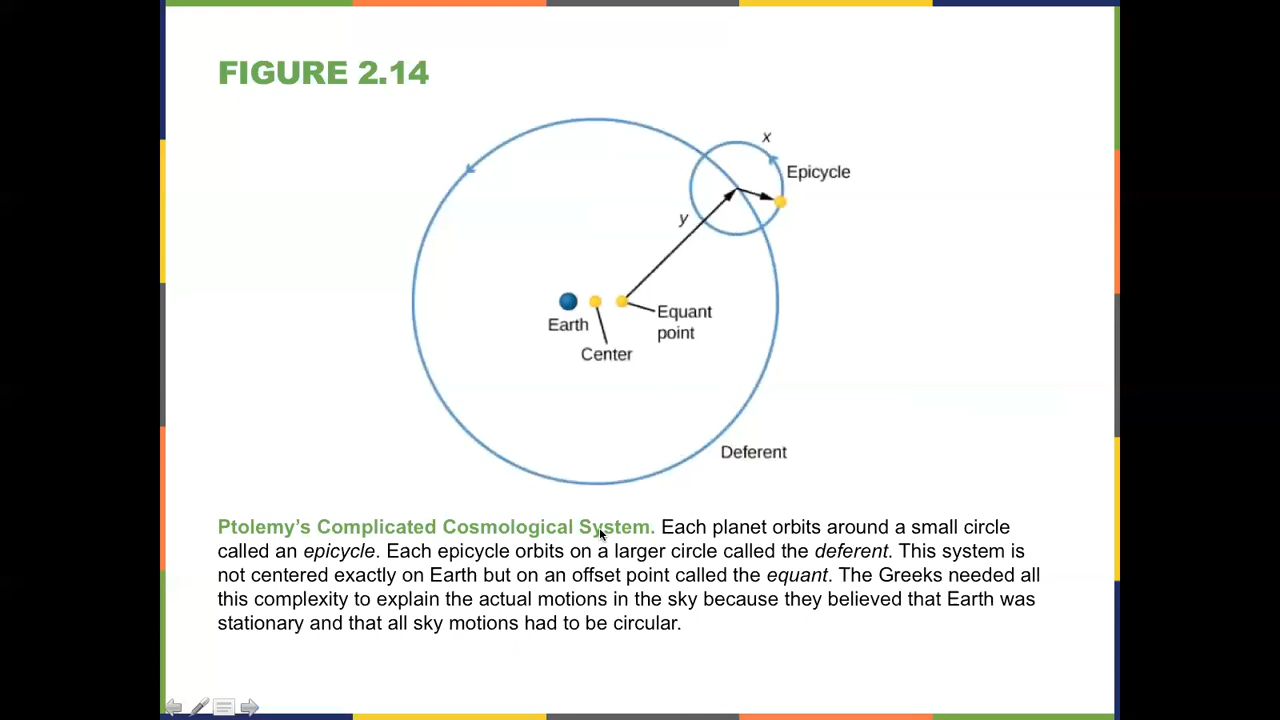 FIGURE 2.14
x
Epicycle
y
Earth
Equant
point
Center
Deferent
Ptolemy’s Complicated Cosmological System. Each planet orbits around a small circle
called an epicycle. Each epicycle orbits on a larger circle called the deferent. This system is
not centered exactly on Earth but on an offset point called the equant. The Greeks needed all
this complexity to explain the actual motions in the sky because they believed that Earth was
stationary and that all sky motions had to be circular.